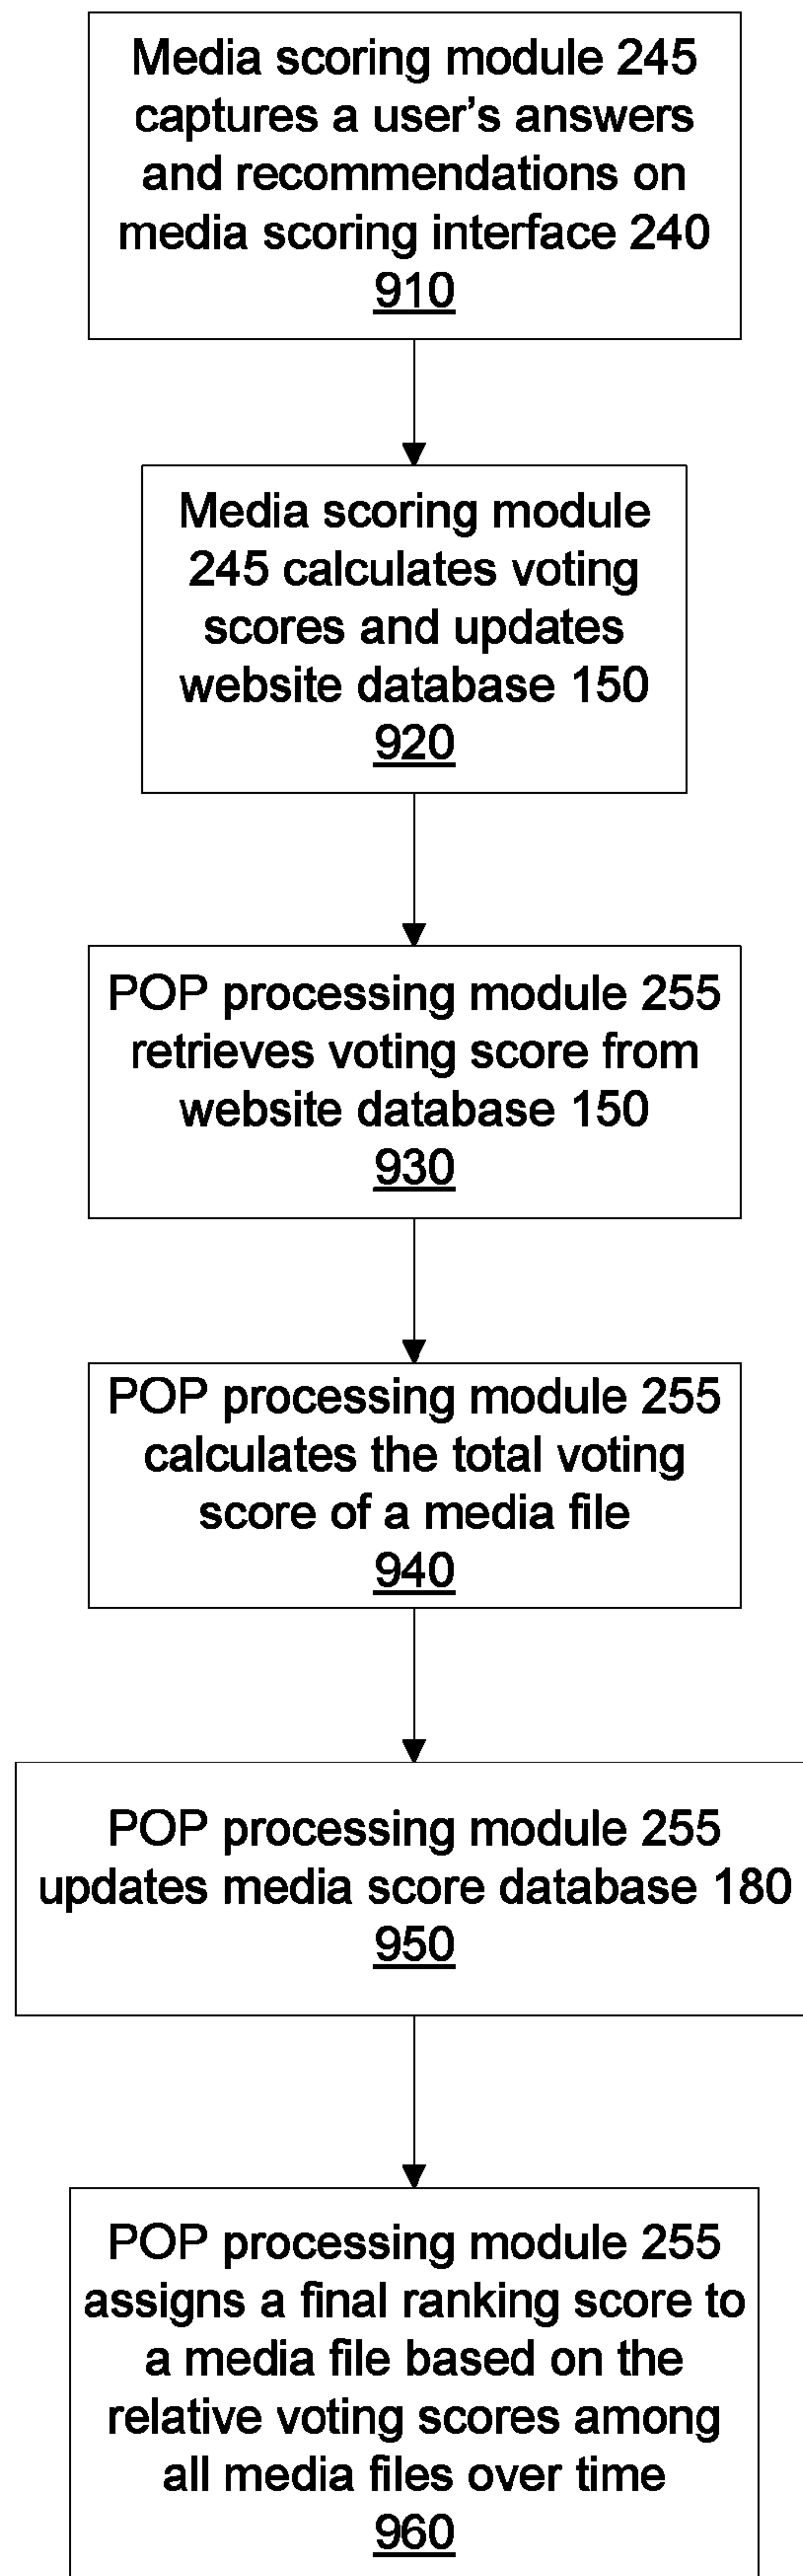 Media scoring module 245
captures a user's answers
and recommendations on
media scoring interface 240
910
Media scoring module
245 calculates voting
scores and updates
website database 150
920
POP processing module 255
retrieves voting score from
website database 150
930
POP processing module 255
calculates the total voting
score of a media file
940
POP processing module 255
updates media score database 180
950
POP processing module 255
assigns a final ranking score to
a media file based on the
relative voting scores among
all media files over time
960